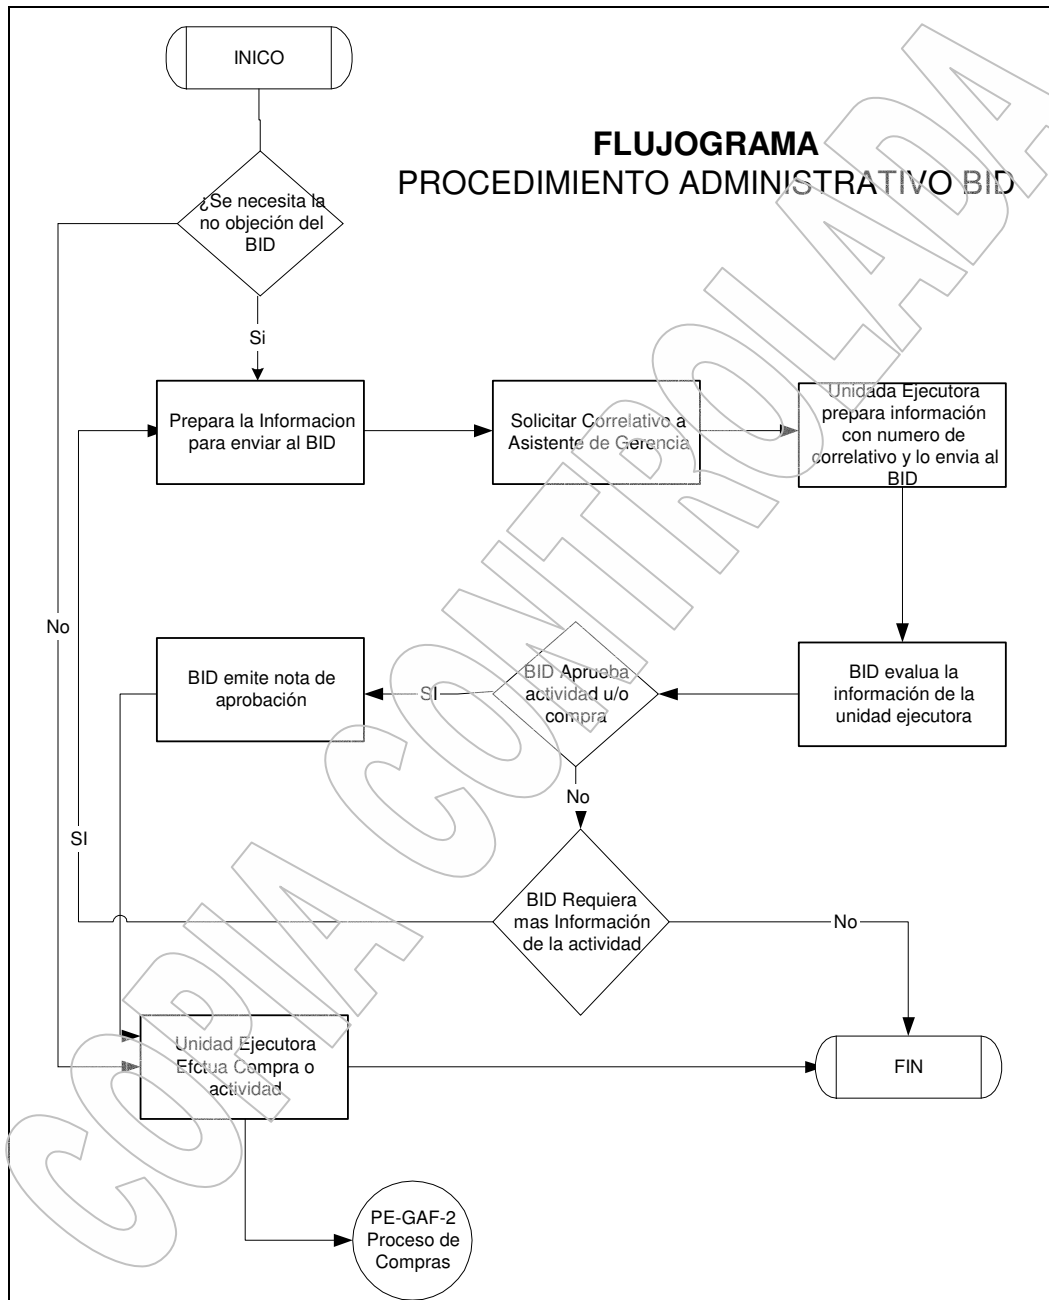 INICO
FLUJOGRAMA
PROCEDIMIENTO ADMINISTRATIVO BID
¿Se necesita la
no objeción del
BID
Si
Prepara la Informacion
para enviar al BID
Solicitar Correlativo a
Asistente de Gerencia
Unidada Ejecutora
prepara información
con numero de
correlativo y lo envia al
BID
No
BID emite nota de
aprobación
SI
BID Aprueba
actividad u/o
compra
BID evalua la
información de la
unidad ejecutora
No
SI
BID Requiera
mas Información
de la actividad
No
Unidad Ejecutora
Efctua Compra o
actividad
FIN
PE-GAF-2
Proceso de
Compras
COPIA CONTROLADA